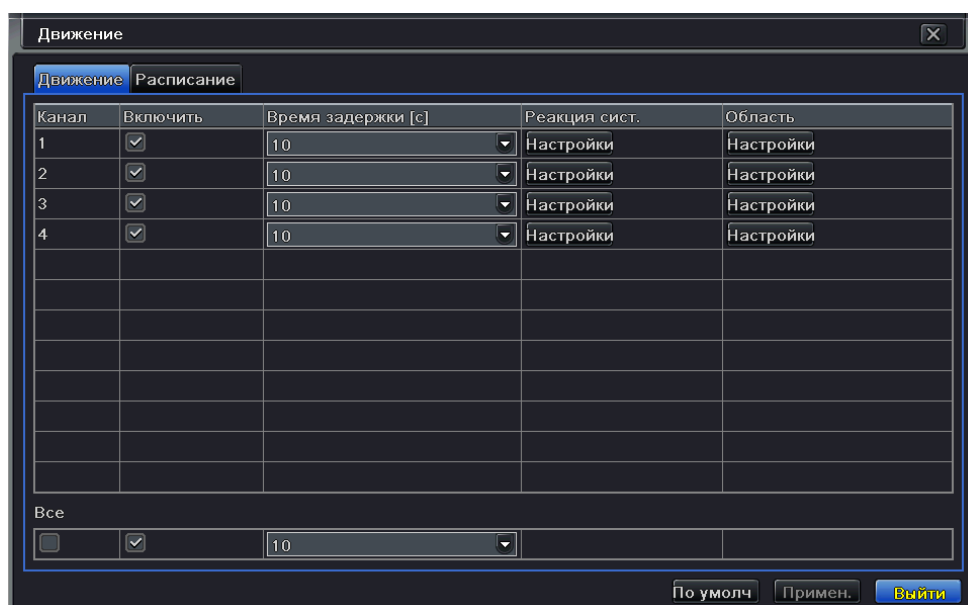 Движение
Движение Расписание
Канал Включить Время задержки [с] Реакция сист. Область
1 10 Настройки Настройки
2 10 Настройки Настройки
3 10 Настройки Настройки
4 10 Настройки Настройки
Все
10
По умолч Примен. Выйти